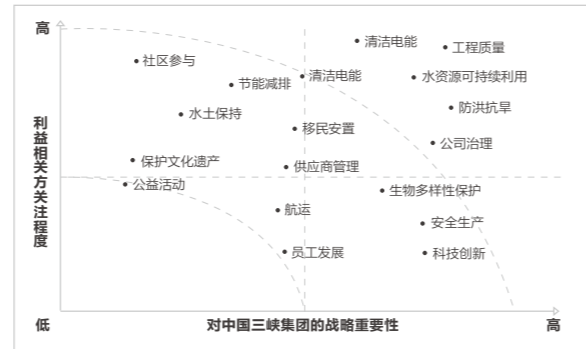 高
清洁电能
工程质量
社区参与
清洁电能
水资源可持续利用
节能减排
防洪抗旱
水土保持
移民安置
公司治理
保护文化遗产
供应商管理
公益活动
生物多样性保护
航运
安全生产
员工发展
科技创新
利益相关方关注程度
低
对中国三峡集团的战略重要性
高